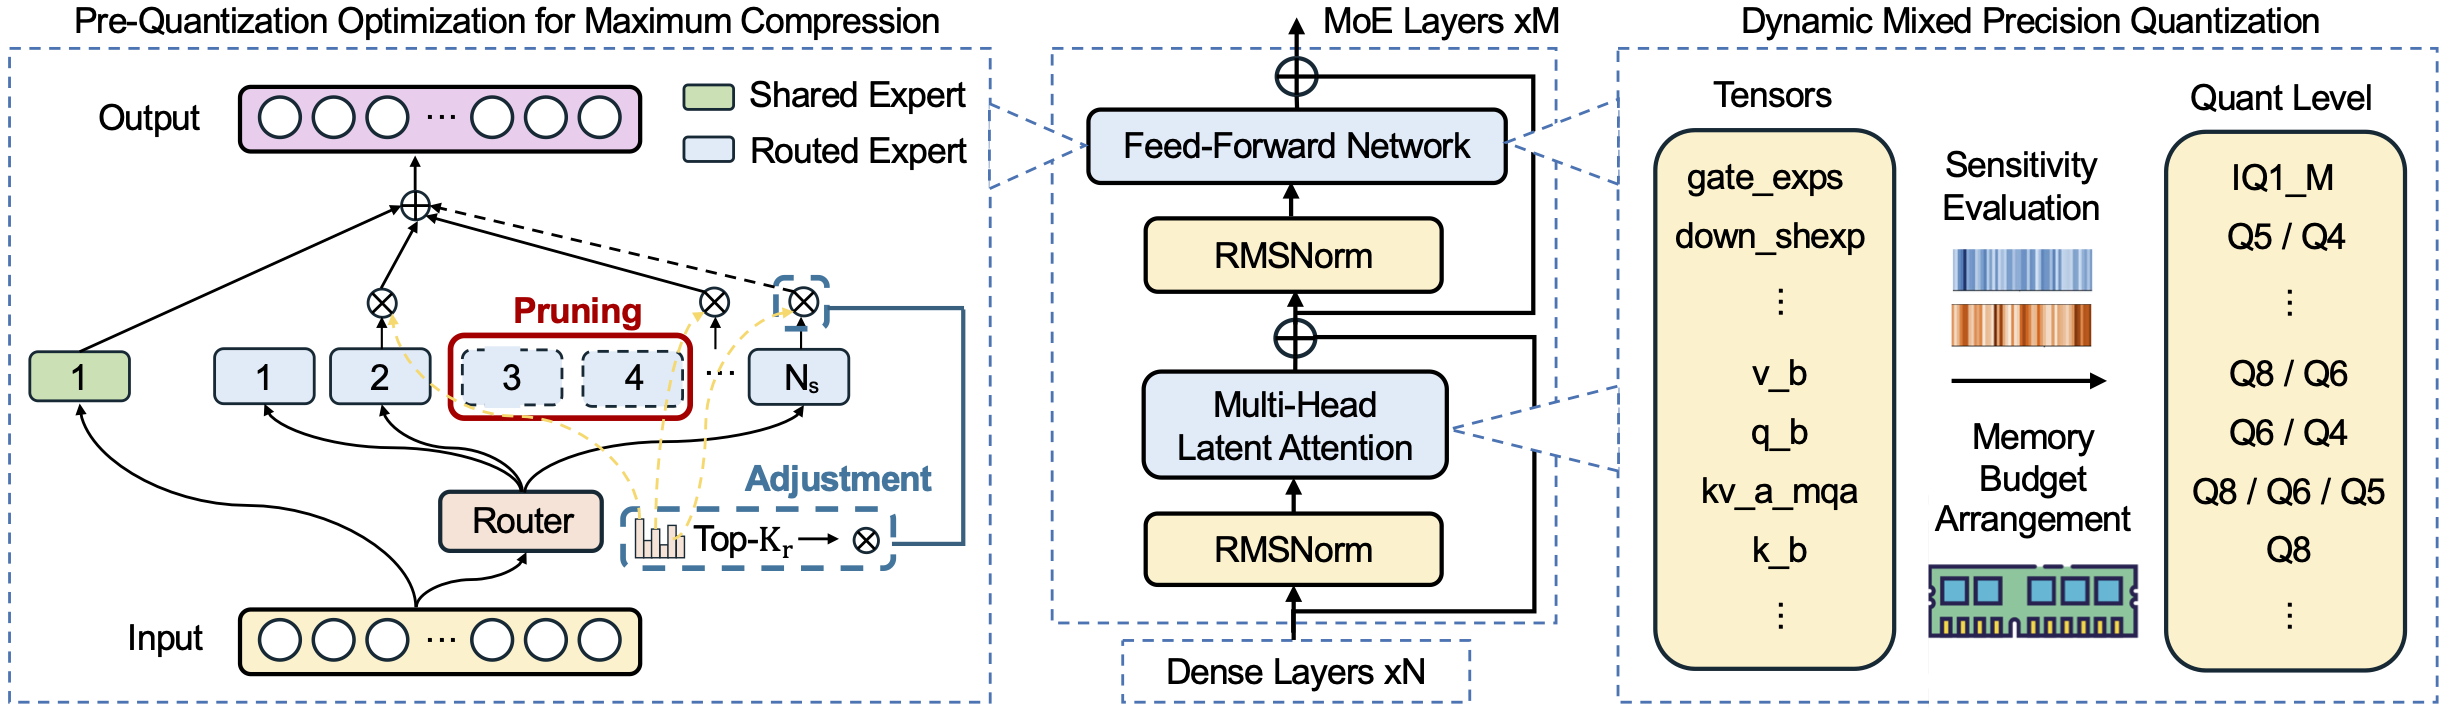 Pre-Quantization Optimization for Maximum Compression
Output
...
Shared Expert
Routed Expert
Pruning
1
1
2
3
4
...
Ns
Adjustment
Router
Top-Kr
Input
...
MoE Layers xM
Feed-Forward Network
RMSNorm
Multi-Head
Latent Attention
RMSNorm
Dense Layers xN
Dynamic Mixed Precision Quantization
Tensors
gate_exps
down_shexp
⋮
v_b
q_b
kv_a_mqa
k_b
⋮
Sensitivity
Evaluation
Memory
Budget
Arrangement
Quant Level
IQ1_M
Q5 / Q4
⋮
Q8 / Q6
Q6 / Q4
Q8 / Q6 / Q5
Q8
⋮